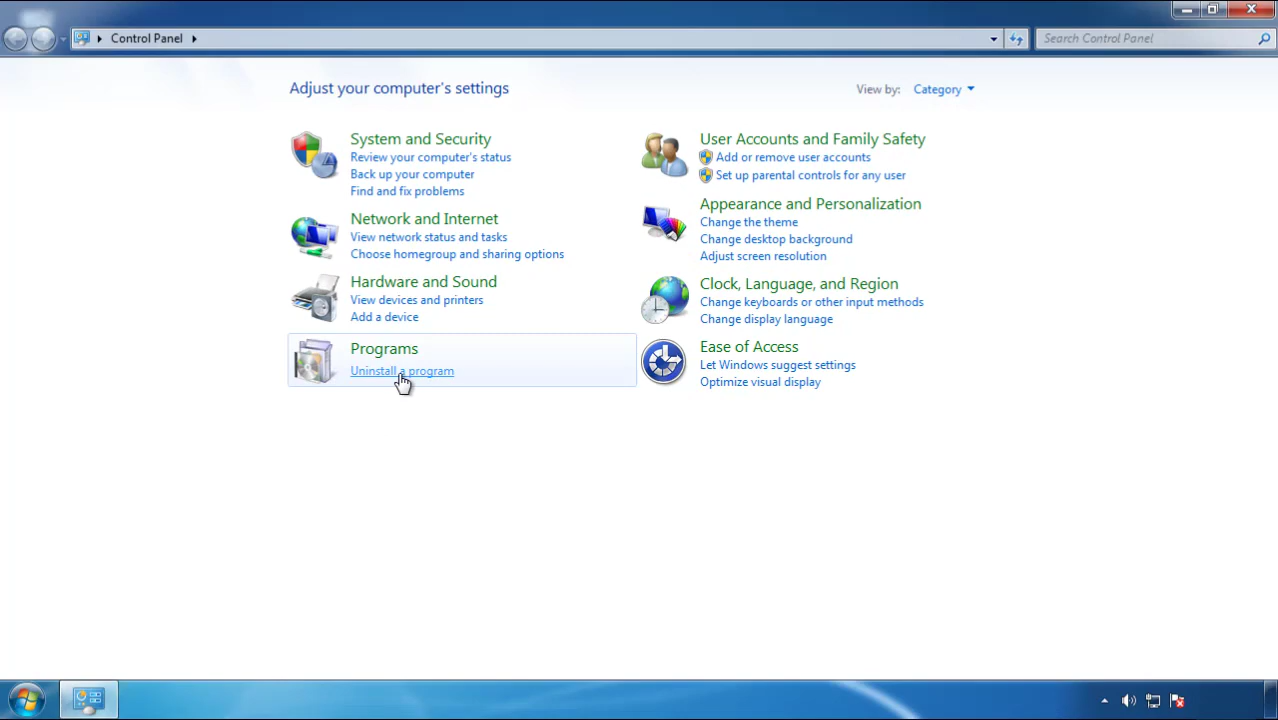 Control Panel
Search Control Panel
Adjust your computer's settings
View by: Category
System and Security
Review your computer's status
Back up your computer
Find and fix problems
Network and Internet
View network status and tasks
Choose homegroup and sharing options
Hardware and Sound
View devices and printers
Add a device
Programs
Uninstall a program
User Accounts and Family Safety
Add or remove user accounts
Set up parental controls for any user
Appearance and Personalization
Change the theme
Change desktop background
Adjust screen resolution
Clock, Language, and Region
Change keyboards or other input methods
Change display language
Ease of Access
Let Windows suggest settings
Optimize visual display